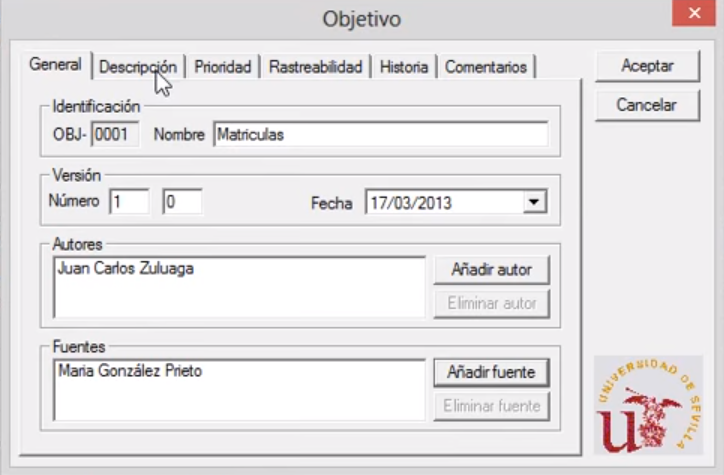 Objetivo
General Descripción Prioridad Rastreabilidad Historia Comentarios
Aceptar
Cancelar
Identificación
OBJ- 0001 Nombre Matriculas
Versión
Número 1 0 Fecha 17/03/2013
Autores
Juan Carlos Zuluaga
Añadir autor
Eliminar autor
Fuentes
Maria González Prieto
Añadir fuente
Eliminar fuente
UNIVERSIDAD DE SEVILLA